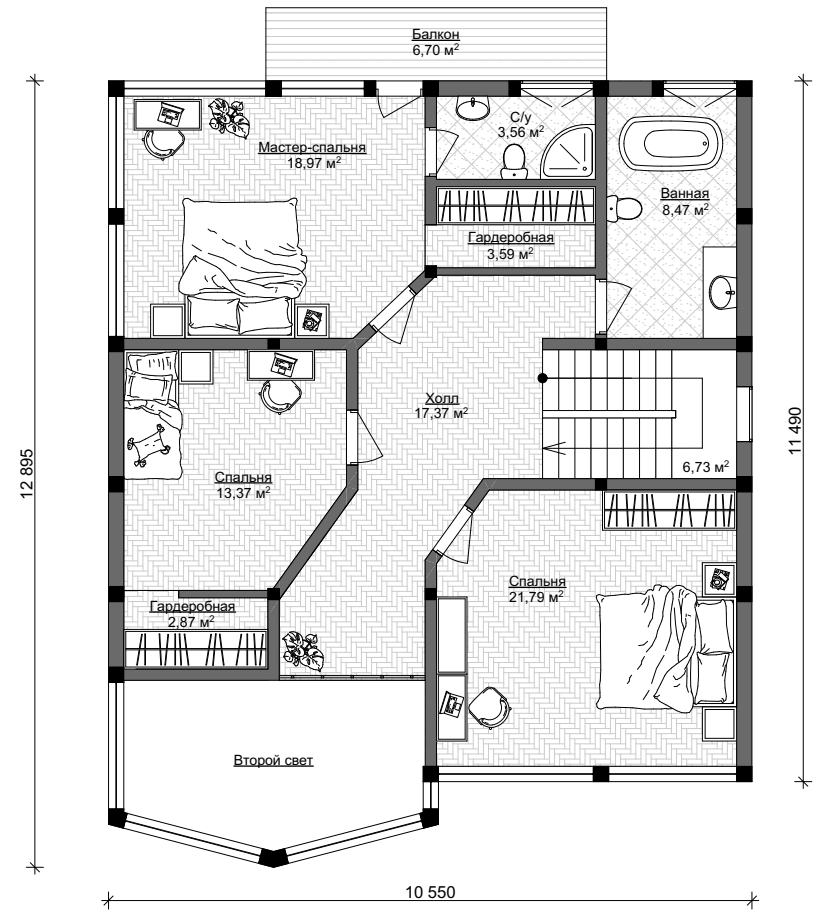 Балкон
6,70 м²
Мастер-спальня
18,97 м²
С/у
3,56 м²
Ванная
8,47 м²
Гардеробная
3,59 м²
Холл
17,37 м²
12 895
11 490
Спальня
13,37 м²
6,73 м²
Спальня
21,79 м²
Гардеробная
2,87 м²
Второй свет
10 550